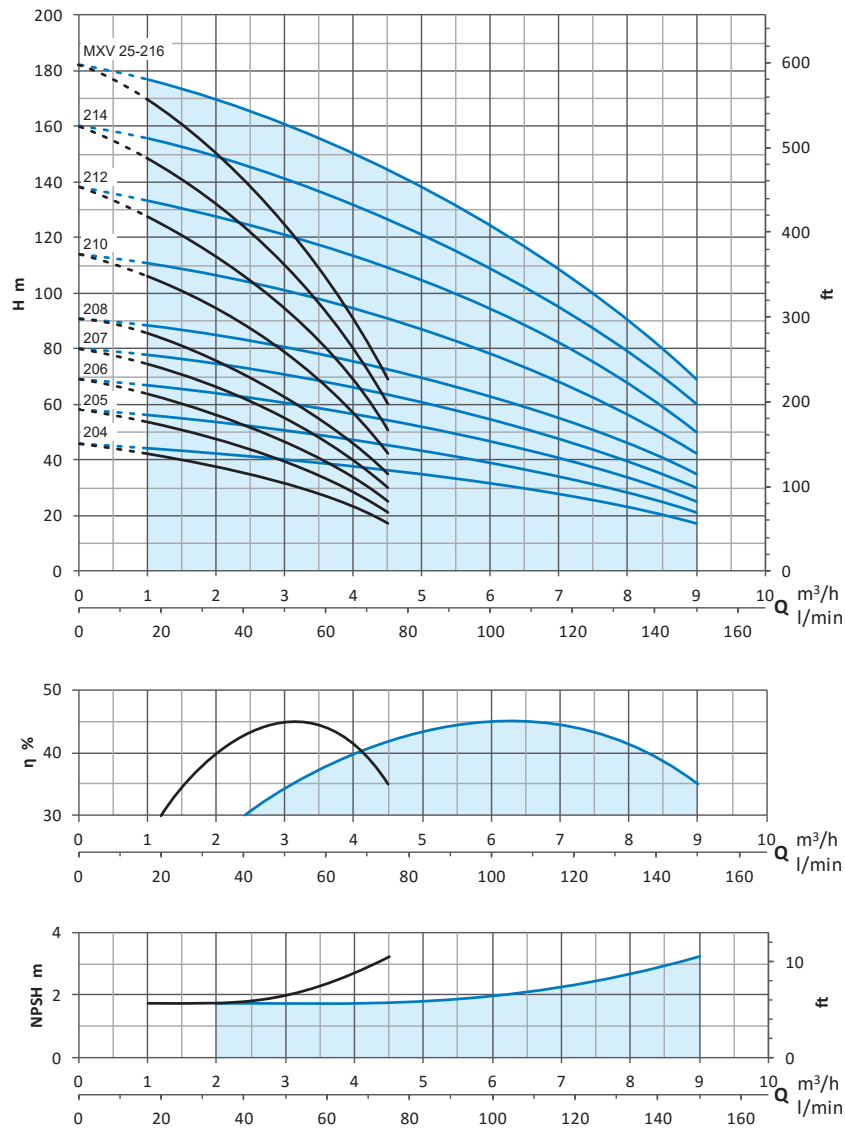 200
180
160
140
120
100
80
60
40
20
0
H m
MXV 25-216
214
212
210
208
207
206
205
204
600
500
400
300
200
100
0
ft
0 1 2 3 4 5 6 7 8 9 10
Q m³/h
0 20 40 60 80 100 120 140 160
l/min
50
40
30
η %
0 1 2 3 4 5 6 7 8 9 10
Q m³/h
0 20 40 60 80 100 120 140 160
l/min
4
2
0
NPSH m
10
0
ft
0 1 2 3 4 5 6 7 8 9 10
Q m³/h
0 20 40 60 80 100 120 140 160
l/min